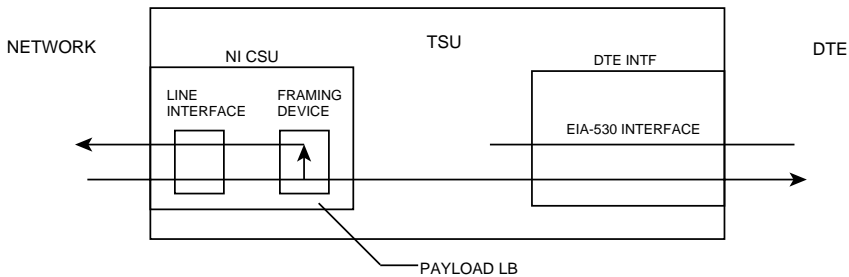 NETWORK
TSU
DTE
NI CSU
DTE INTF
LINE
INTERFACE
FRAMING
DEVICE
EIA-530 INTERFACE
PAYLOAD LB